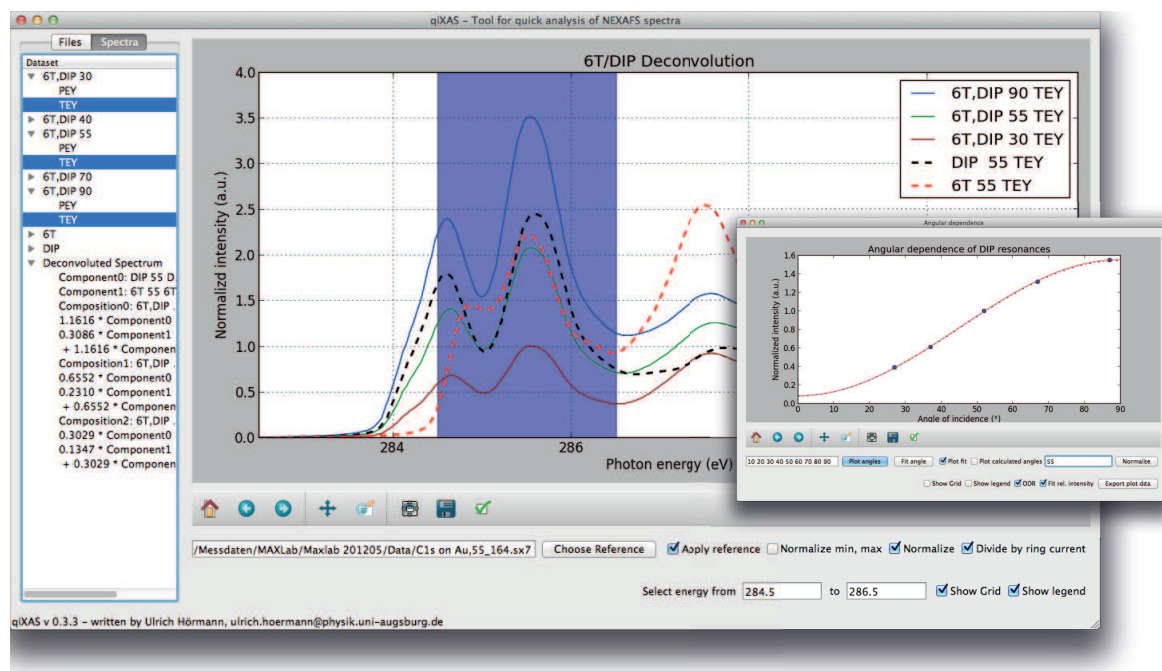 qiXAS – Tool for quick analysis of NEXAFS spectra
Files Spectra
Dataset
6T,DIP 30
PEY
TEY
6T,DIP 40
6T,DIP 55
PEY
TEY
6T,DIP 70
6T,DIP 90
PEY
TEY
6T
DIP
Deconvoluted Spectrum
Component0: DIP 55 D.
Component1: 6T 55 6T
Composition0: 6T,DIP .
1.1616 * Component0
0.3086 * Component1
+ 1.1616 * Componen
Composition1: 6T,DIP .
0.6552 * Component0
0.2310 * Component1
+ 0.6552 * Componen
Composition2: 6T,DIP .
0.3029 * Component0
0.1347 * Component1
+ 0.3029 * Componen
6T/DIP Deconvolution
Normalizd intensity (a.u.)
4.0
3.5
3.0
2.5
2.0
1.5
1.0
0.5
0.0
284 286
Photon energy (eV)
6T,DIP 90 TEY
6T,DIP 55 TEY
6T,DIP 30 TEY
DIP 55 TEY
6T 55 TEY
Angular dependence
Angular dependence of DIP resonances
Normalized intensity (a.u.)
1.6
1.4
1.2
1.0
0.8
0.6
0.4
0.2
0.0
0 10 20 30 40 50 60 70 80 90
Angle of incidence (°)
10 20 30 40 50 60 70 80 90 Plot angles Fit angle Plot fit Plot calculated angles 55 Normalize
Show Grid Show legend ODR Fit rel. intensity Export plot data
/Messdaten/MAXLab/Maxlab 201205/Data/C1s on Au,55_164.sx7 Choose Reference Apply reference Normalize min, max Normalize Divide by ring current
Select energy from 284.5 to 286.5 Show Grid Show legend
qiXAS v 0.3.3 – written by Ulrich Hörmann, ulrich.hoermann@physik.uni-augsburg.de